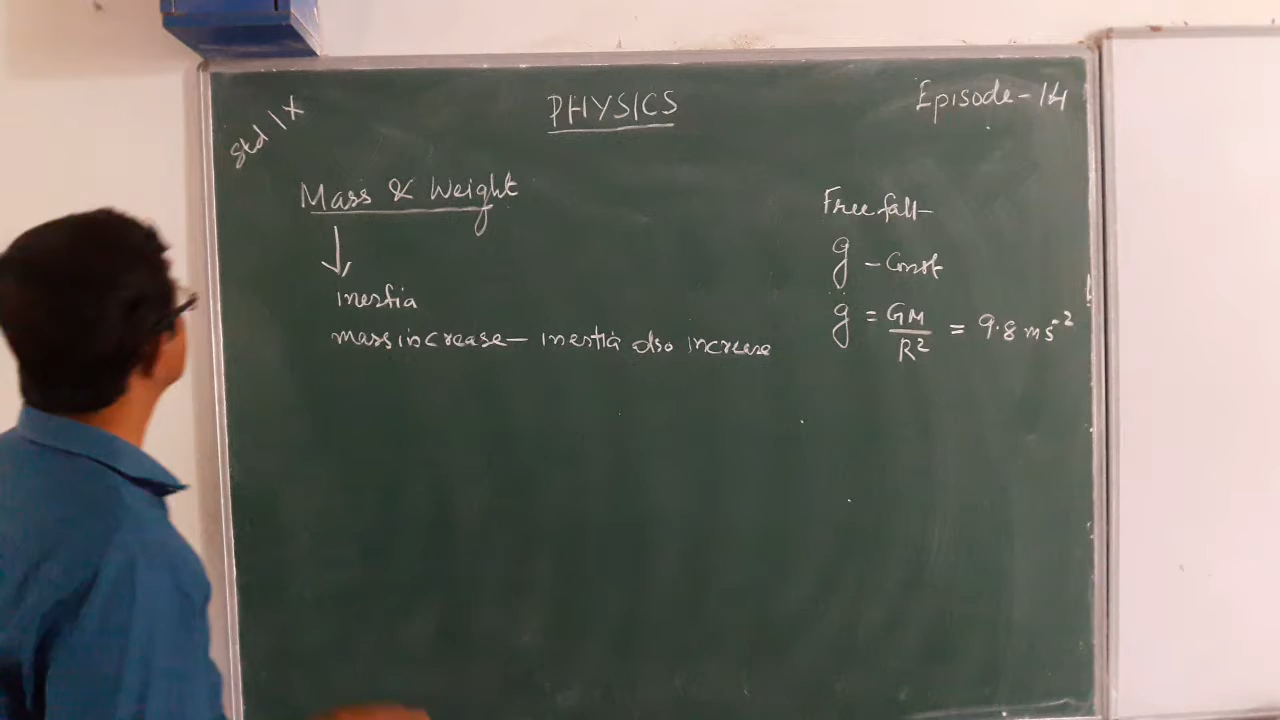 Std IX
PHYSICS
Episode-14
Mass & Weight
inertia
mass increase – inertia also increase
Free fall
g – Const
g = GM/R² = 9.8 ms⁻²